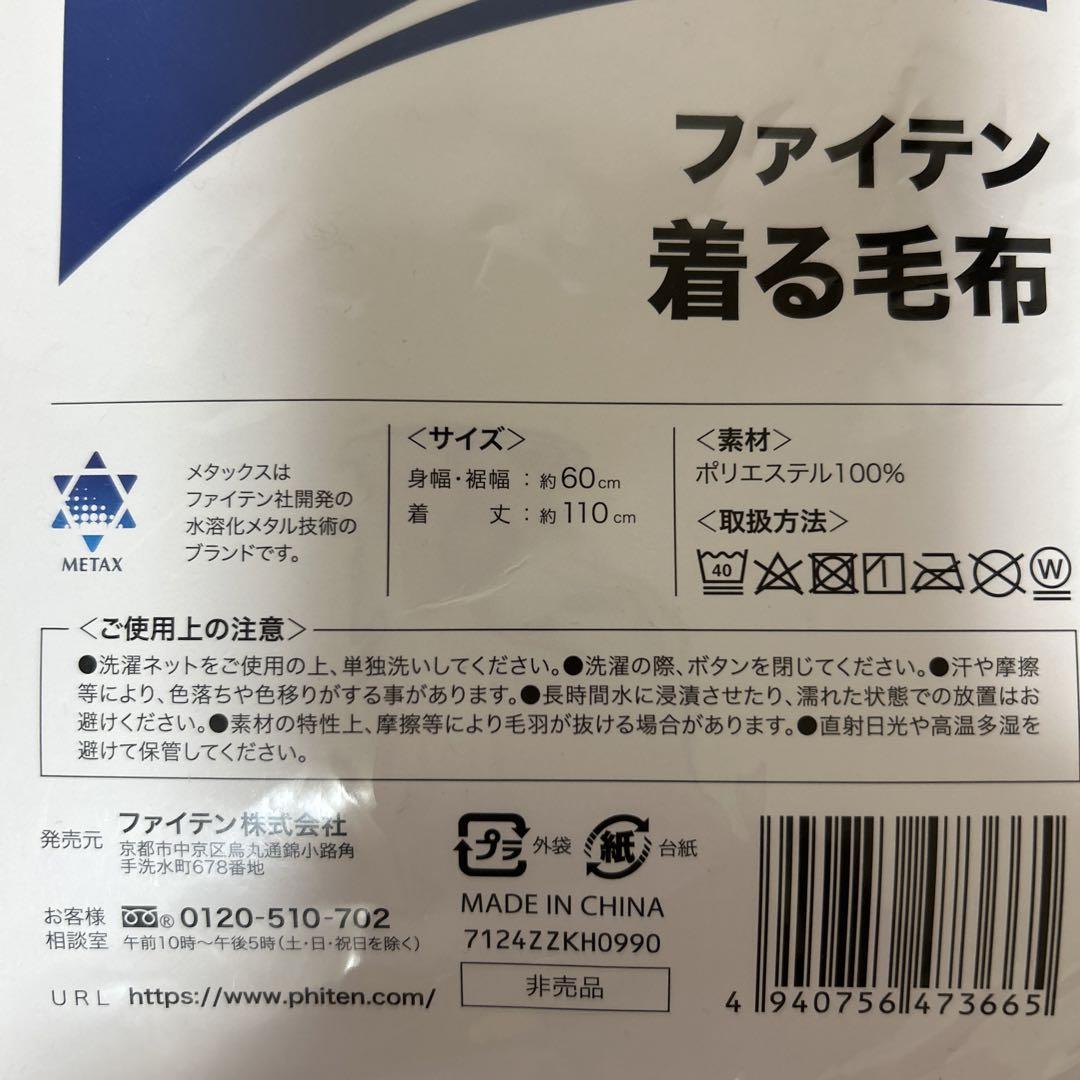 ファイテン
着る毛布
METAX
メタックスは
ファイテン社開発の
水溶化メタル技術の
ブランドです。
＜サイズ＞
身幅・裾幅：約60cm
着　　丈：約110cm
＜素材＞
ポリエステル100%
＜取扱方法＞
40
W
＜ご使用上の注意＞
●洗濯ネットをご使用の上、単独洗いしてください。●洗濯の際、ボタンを閉じてください。●汗や摩擦
等により、色落ちや色移りがする事があります。●長時間水に浸漬させたり、濡れた状態での放置はお
避けください。●素材の特性上、摩擦等により毛羽が抜ける場合があります。●直射日光や高温多湿を
避けて保管してください。
発売元
ファイテン株式会社
京都市中京区烏丸通錦小路角
手洗水町678番地
お客様
相談室
®0120-510-702
午前10時～午後5時（土・日・祝日を除く）
URL https://www.phiten.com/
プラ 外袋 紙 台紙
MADE IN CHINA
7124ZZKH0990
非売品
4 940756 473665